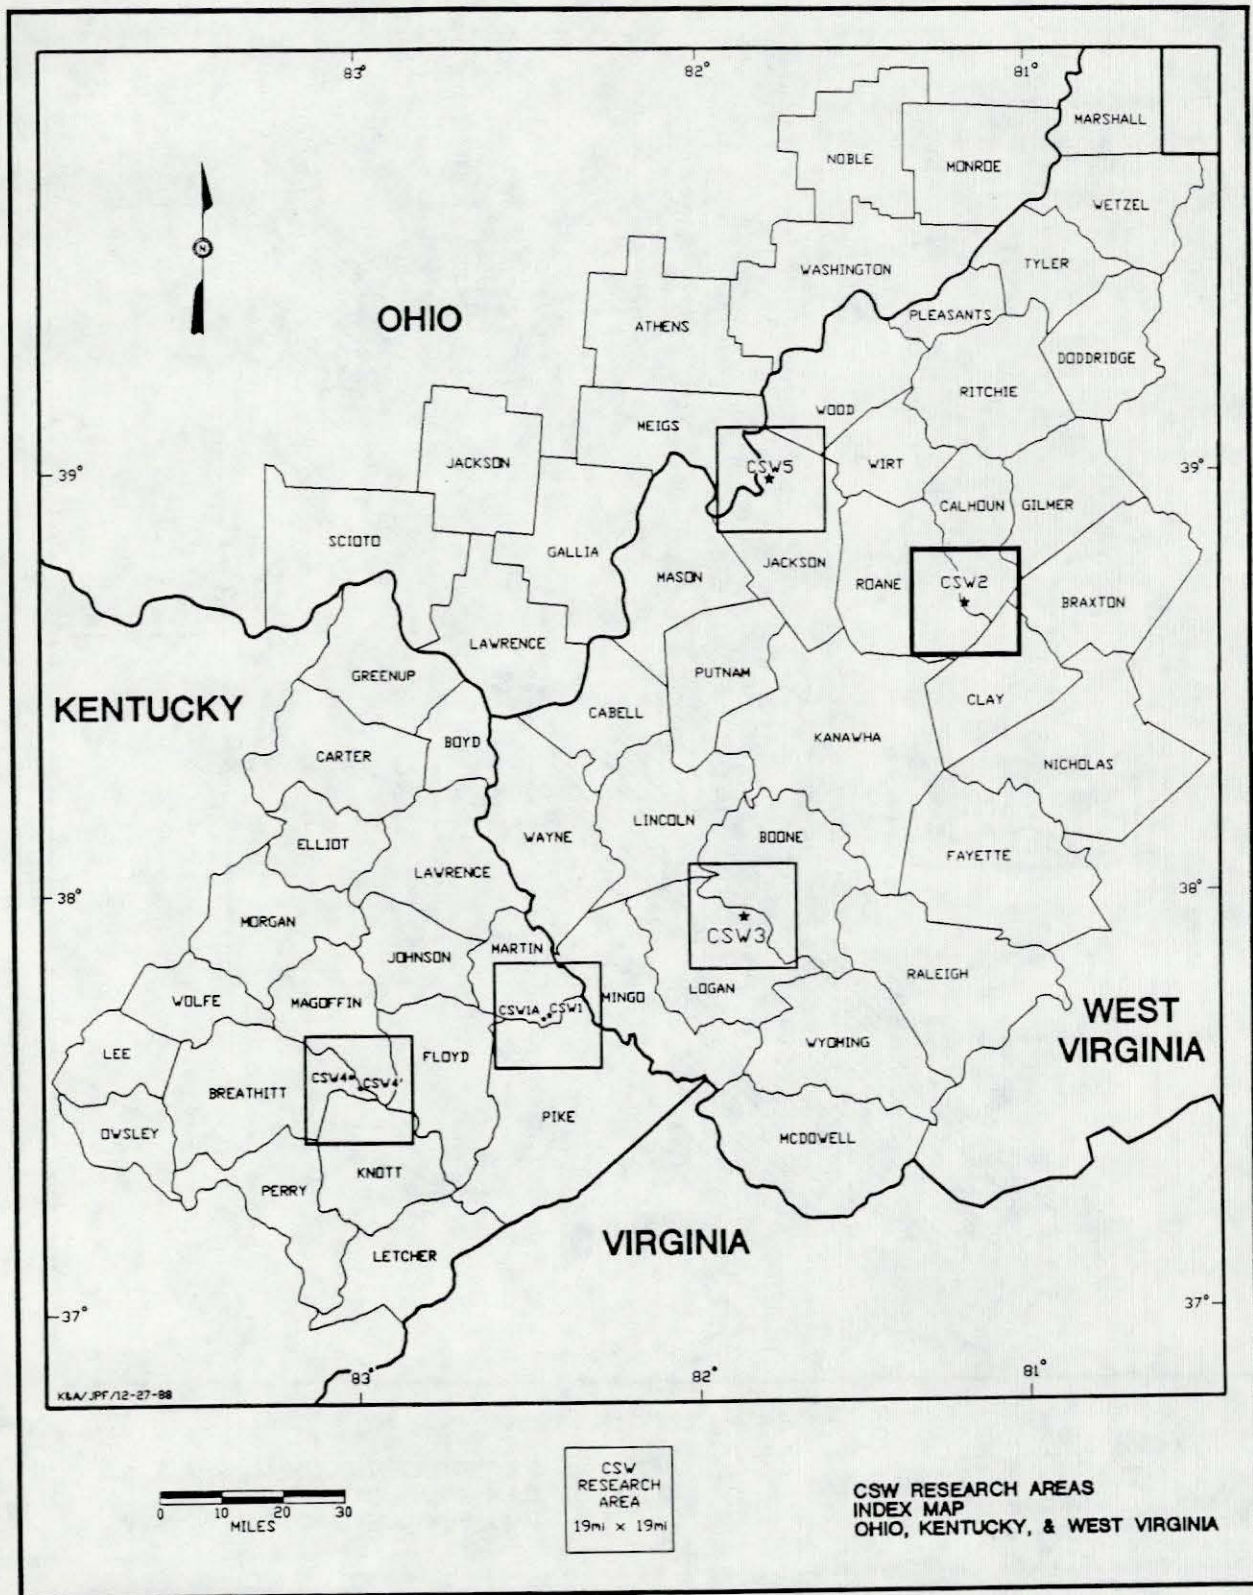 83°
82°
81°
MARSHALL
NOBLE
MONROE
WETZEL
N
WASHINGTON
TYLER
OHIO
ATHENS
PLEASANTS
DODDRIDGE
RITCHIE
WOOD
MEIGS
JACKSON
CSW5
WIRT
39°
39°
CALHOUN
GILMER
SCIOTO
GALLIA
MASON
JACKSON
ROANE
CSW2
BRAXTON
LAWRENCE
GREENUP
PUTNAM
CLAY
KENTUCKY
CABELL
BOYD
KANAWHA
CARTER
NICHOLAS
LINCOLN
WAYNE
BOONE
ELLIOT
FAYETTE
LAWRENCE
38°
38°
MORGAN
CSW3
MARTIN
JOHNSON
RALEIGH
LOGAN
MINGO
WOLFE
MAGOFFIN
CSW1A
CSW1
WEST
VIRGINIA
WYOMING
LEE
FLOYD
CSW4
CSW4'
BREATHITT
PIKE
OWSLEY
MCDOWELL
KNOTT
PERRY
VIRGINIA
LETCHER
37°
37°
83°
82°
81°
K&A/JPF/12-27-88
0 10 20 30
MILES
CSW
RESEARCH
AREA
19mi x 19mi
CSW RESEARCH AREAS
INDEX MAP
OHIO, KENTUCKY, & WEST VIRGINIA